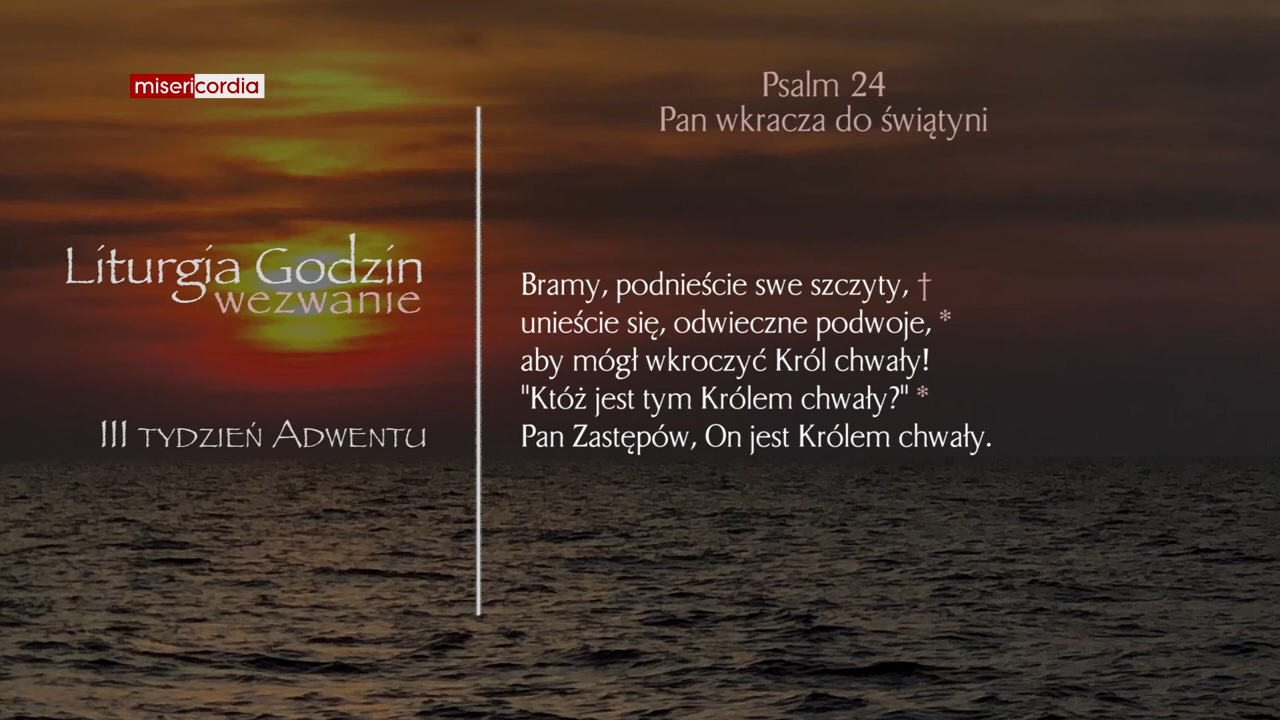 misericordia
Liturgia Godzin
wezwanie
III tydzień Adwentu
Psalm 24
Pan wkracza do świątyni
Bramy, podnieście swe szczyty, †
unieście się, odwieczne podwoje, *
aby mógł wkroczyć Król chwały!
"Któż jest tym Królem chwały?" *
Pan Zastępów, On jest Królem chwały.